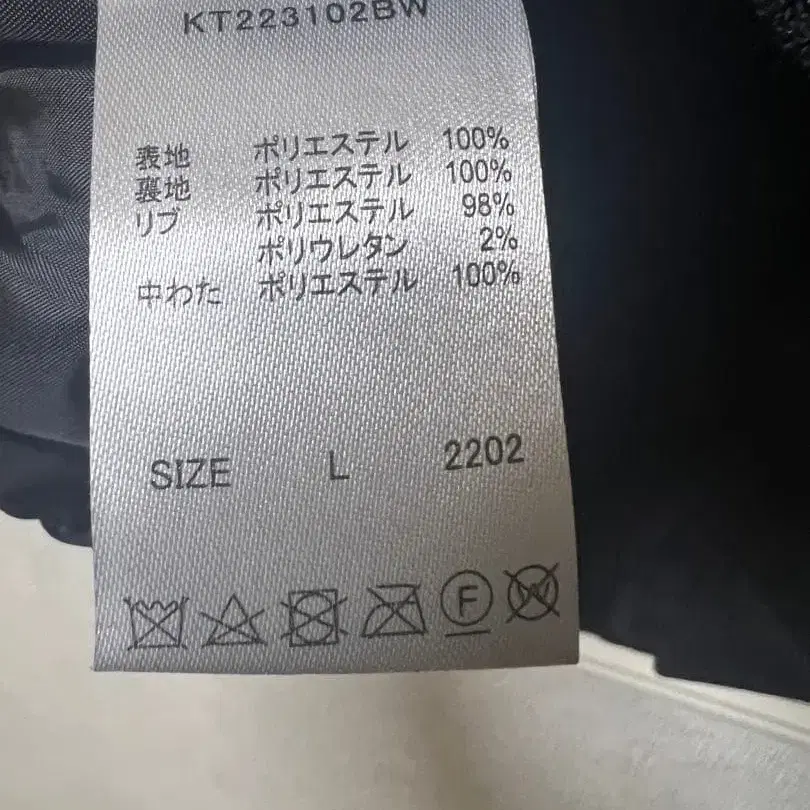 KT223102BW
表地 ポリエステル 100%
裏地 ポリエステル 100%
リブ ポリエステル 98%
ポリウレタン 2%
中わた ポリエステル 100%
SIZE L 2202
F W